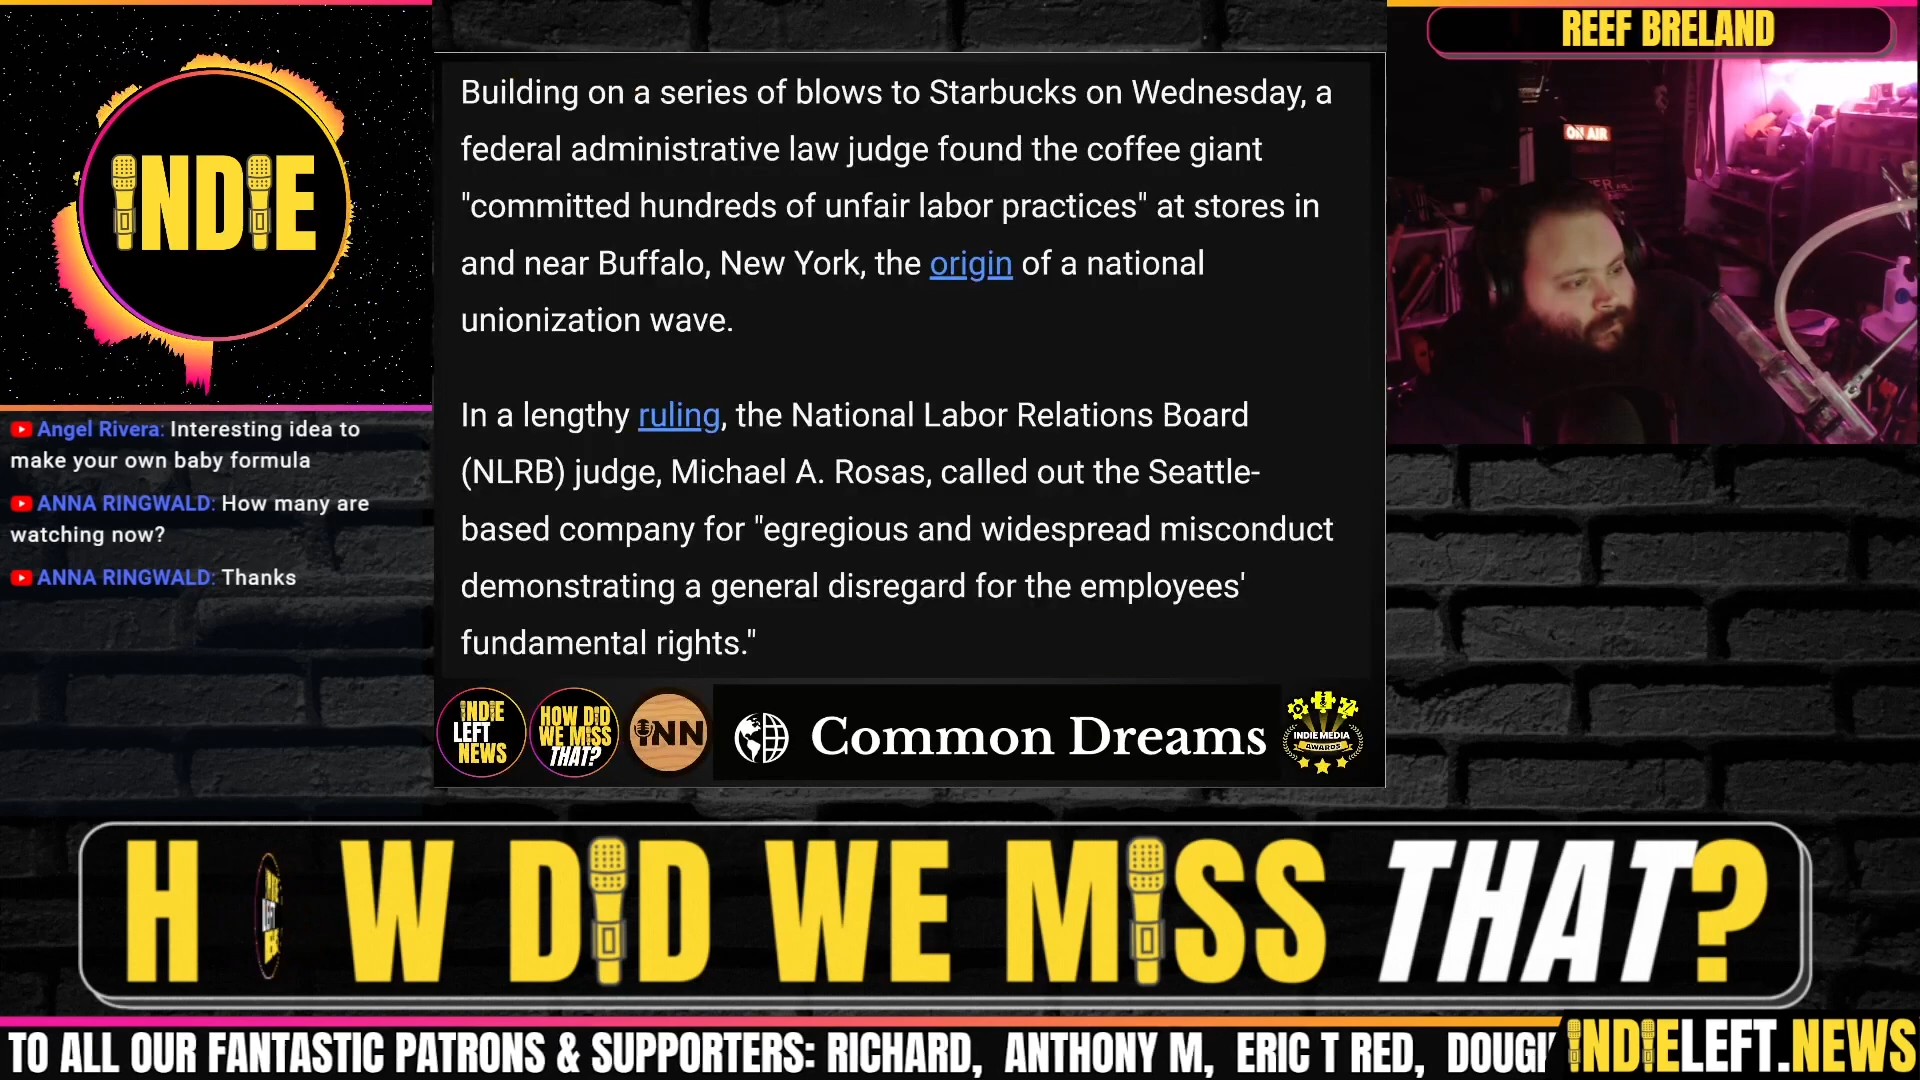 INDIE
REEF BRELAND
ON AIR
Building on a series of blows to Starbucks on Wednesday, a
federal administrative law judge found the coffee giant
"committed hundreds of unfair labor practices" at stores in
and near Buffalo, New York, the origin of a national
unionization wave.
In a lengthy ruling, the National Labor Relations Board
(NLRB) judge, Michael A. Rosas, called out the Seattle-
based company for "egregious and widespread misconduct
demonstrating a general disregard for the employees'
fundamental rights."
Angel Rivera: Interesting idea to
make your own baby formula
ANNA RINGWALD: How many are
watching now?
ANNA RINGWALD: Thanks
INDIE
LEFT
NEWS
HOW DID
WE MISS
THAT?
INN
Common Dreams
INDIE MEDIA
AWARDS
H W DID WE MISS THAT?
TO ALL OUR FANTASTIC PATRONS & SUPPORTERS: RICHARD, ANTHONY M, ERIC T RED,
INDIELEFT.NEWS